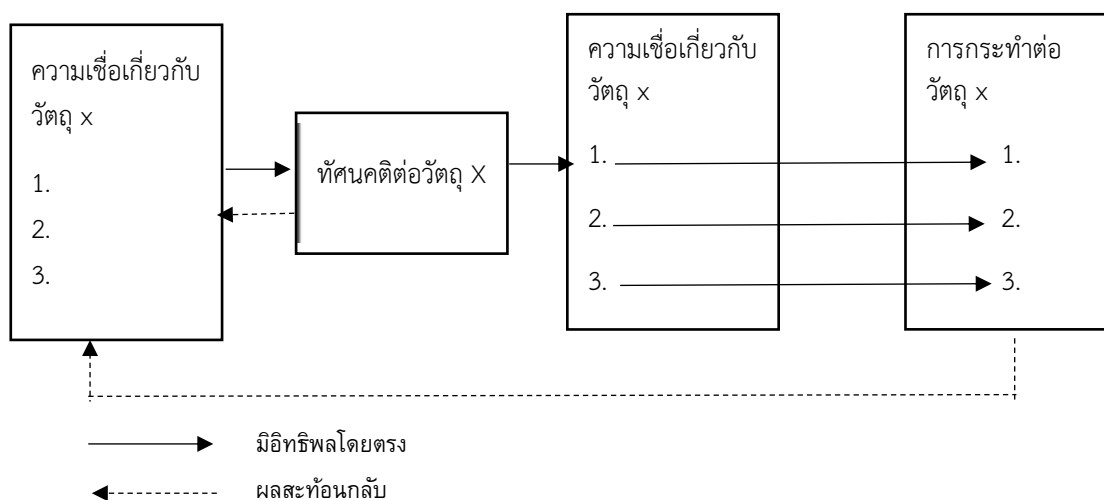 ความเชื่อเกี่ยวกับ
วัตถุ x
1.
2.
3.
ทัศนคติต่อวัตถุ X
ความเชื่อเกี่ยวกับ
วัตถุ x
1.
2.
3.
การกระทำต่อ
วัตถุ x
1.
2.
3.
มิอิทธิพลโดยตรง
ผลสะท้อนกลับ